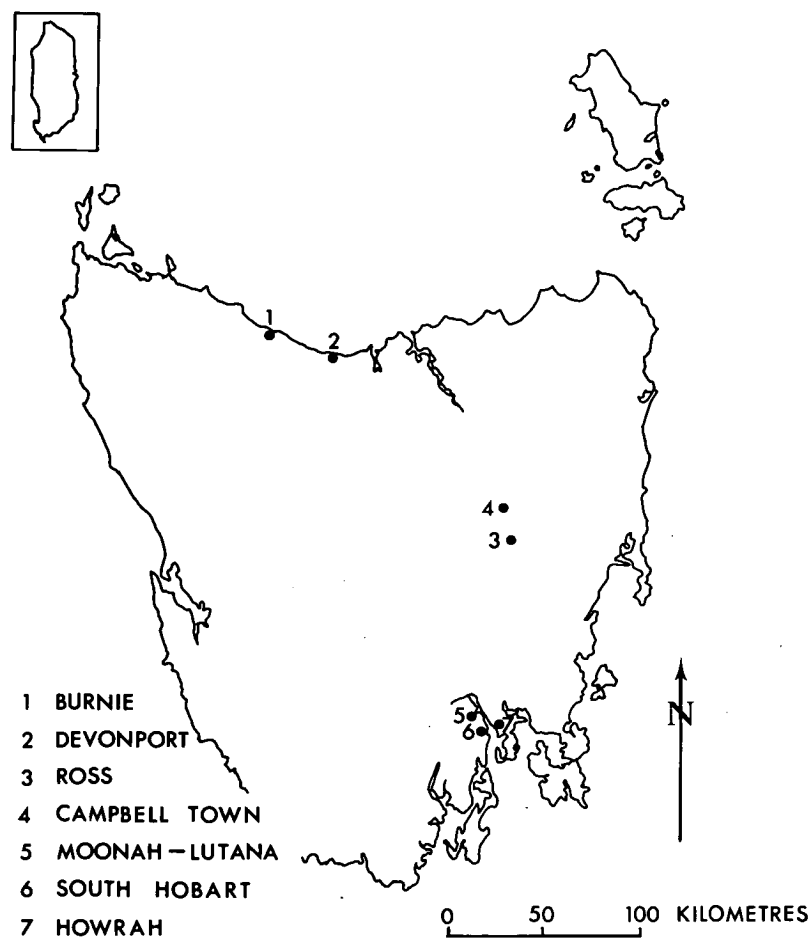 1
2
4
3
5
6
N
1 BURNIE
2 DEVONPORT
3 ROSS
4 CAMPBELL TOWN
5 MOONAH-LUTANA
6 SOUTH HOBART
7 HOWRAH
0 50 100 KILOMETRES